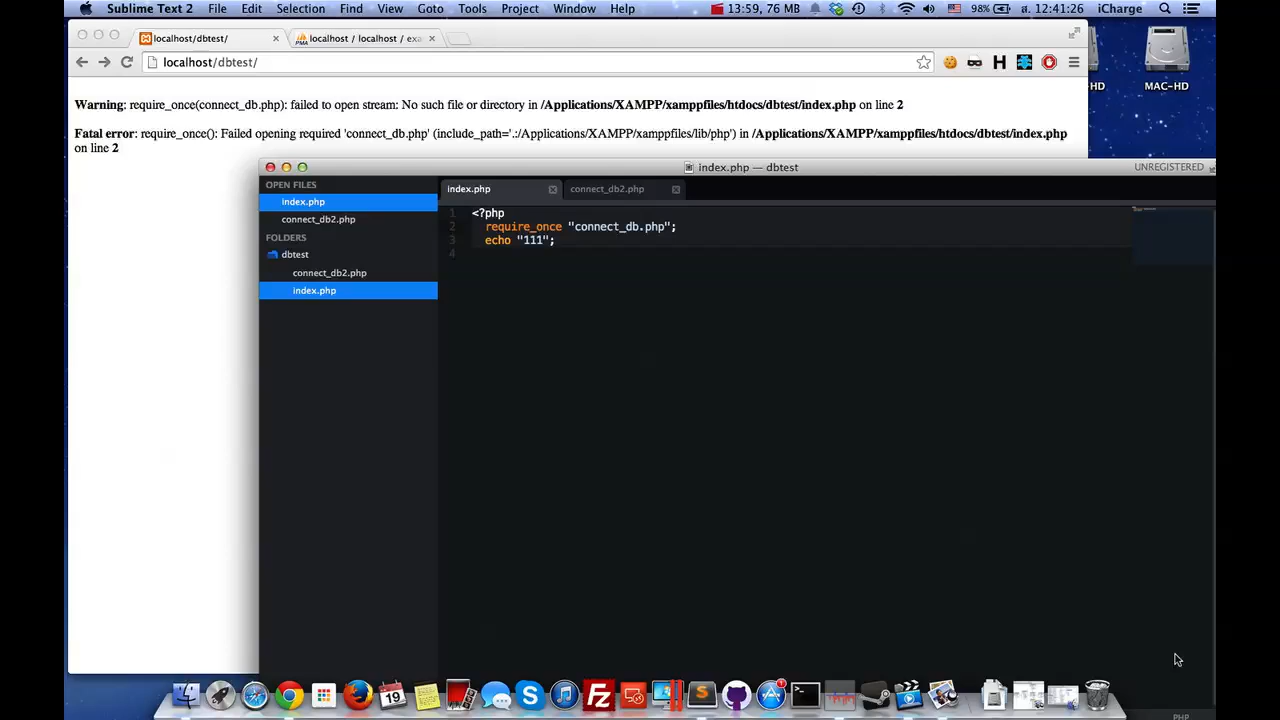 Sublime Text 2 File Edit Selection Find View Goto Tools Project Window Help 13:59, 76 MB 98% ส. 12:41:26 iCharge
localhost/dbtest/ localhost / localhost / exa
localhost/dbtest/
Warning: require_once(connect_db.php): failed to open stream: No such file or directory in /Applications/XAMPP/xamppfiles/htdocs/dbtest/index.php on line 2
Fatal error: require_once(): Failed opening required 'connect_db.php' (include_path='.:/Applications/XAMPP/xamppfiles/lib/php') in /Applications/XAMPP/xamppfiles/htdocs/dbtest/index.php
on line 2
HD MAC-HD
index.php — dbtest UNREGISTERED
OPEN FILES
index.php
connect_db2.php
FOLDERS
dbtest
connect_db2.php
index.php
index.php connect_db2.php
1 <?php
2 require_once "connect_db.php";
3 echo "111";
4
19
1
PHP